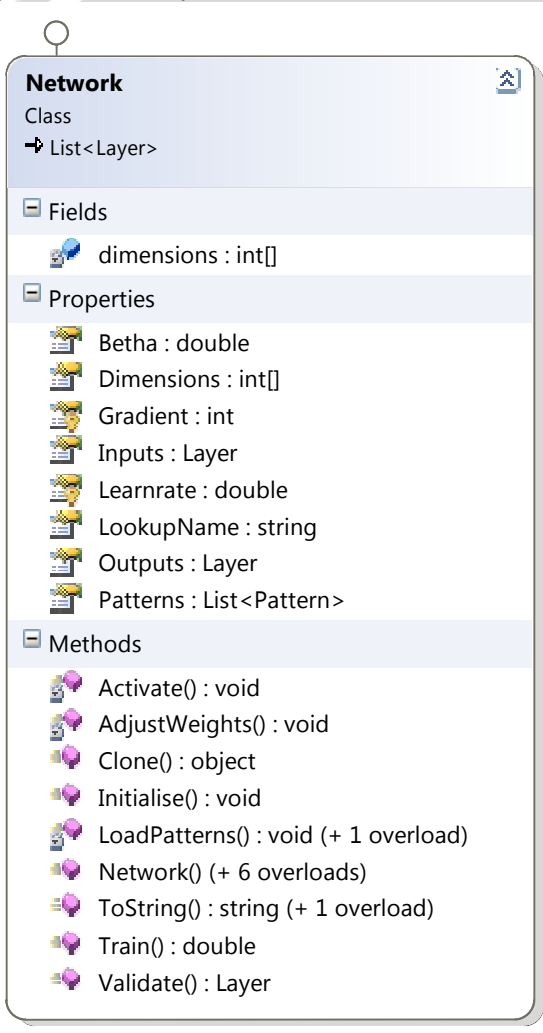 Network
Class
List<Layer>
Fields
dimensions : int[]
Properties
Betha : double
Dimensions : int[]
Gradient : int
Inputs : Layer
Learnrate : double
LookupName : string
Outputs : Layer
Patterns : List<Pattern>
Methods
Activate() : void
AdjustWeights() : void
Clone() : object
Initialise() : void
LoadPatterns() : void (+ 1 overload)
Network() (+ 6 overloads)
ToString() : string (+ 1 overload)
Train() : double
Validate() : Layer